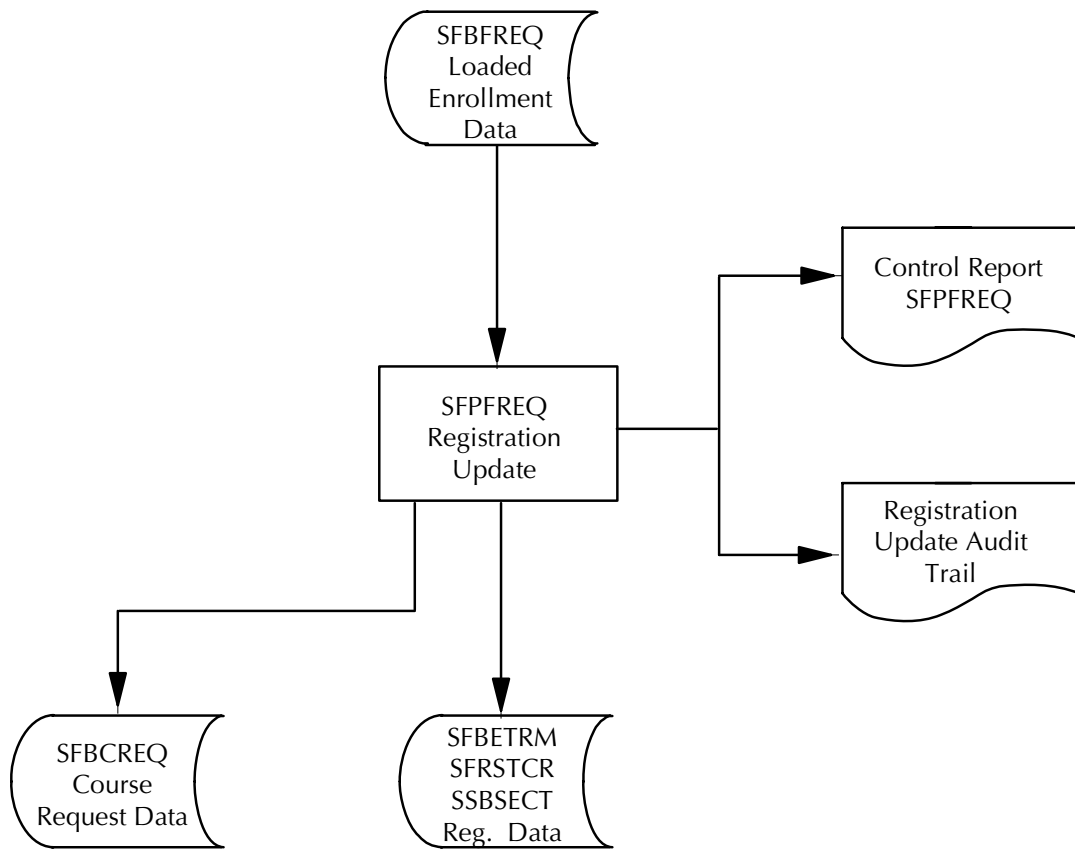 SFBFREQ
Loaded
Enrollment
Data
Control Report
SFPFREQ
SFPFREQ
Registration
Update
Registration
Update Audit
Trail
SFBCREQ
Course
Request Data
SFBETRM
SFRSTCR
SSBSECT
Reg. Data